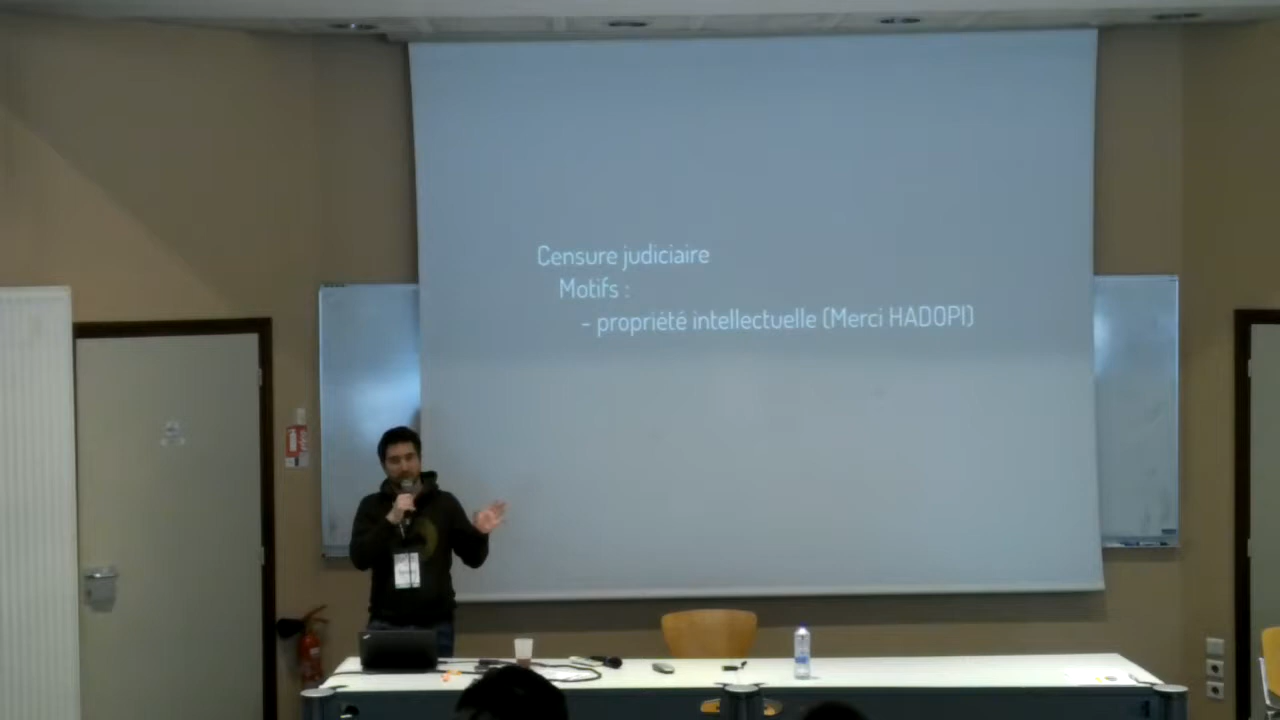 Censure judiciaire
Motifs :
- propriété intellectuelle (Merci HADOPI)